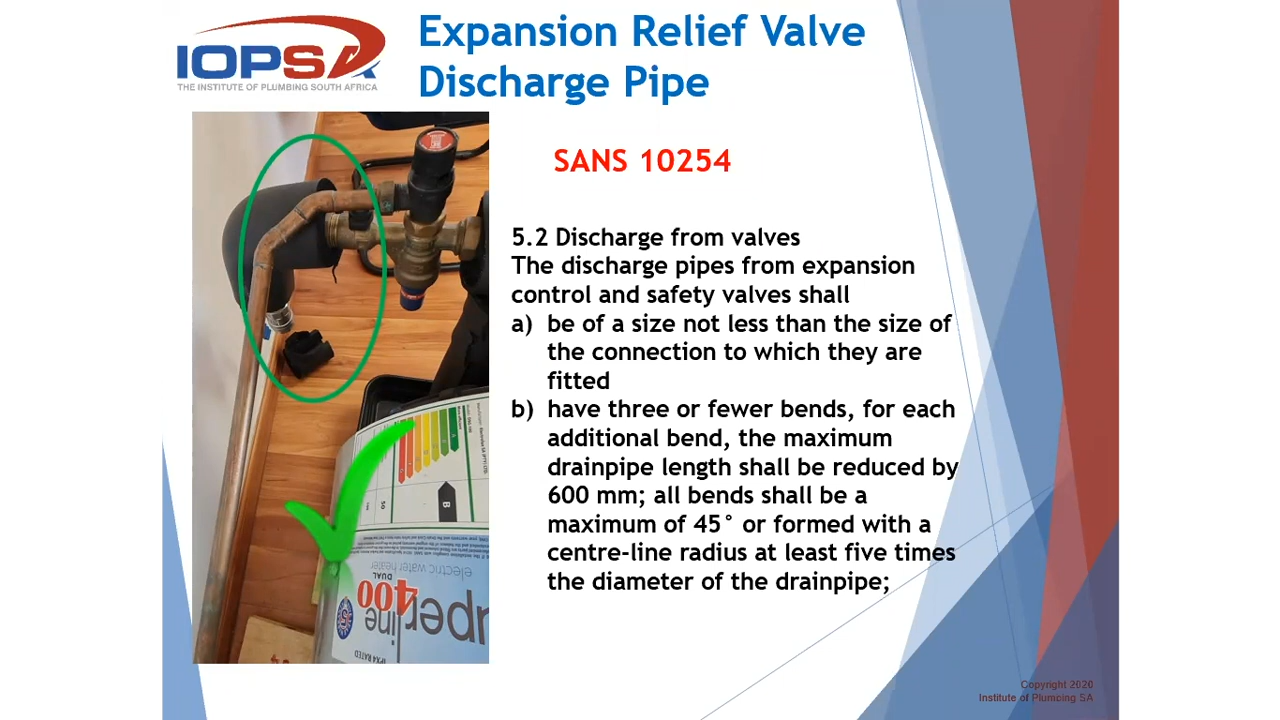 Expansion Relief Valve
Discharge Pipe
IOPSA
THE INSTITUTE OF PLUMBING SOUTH AFRICA
SANS 10254
5.2 Discharge from valves
The discharge pipes from expansion
control and safety valves shall
a) be of a size not less than the size of
the connection to which they are
fitted
b) have three or fewer bends, for each
additional bend, the maximum
drainpipe length shall be reduced by
600 mm; all bends shall be a
maximum of 45° or formed with a
centre-line radius at least five times
the diameter of the drainpipe;
A
B
50
electric water heater
DUAL
400
uperline
IPX4 RATED
Copyright 2020
Institute of Plumbing SA